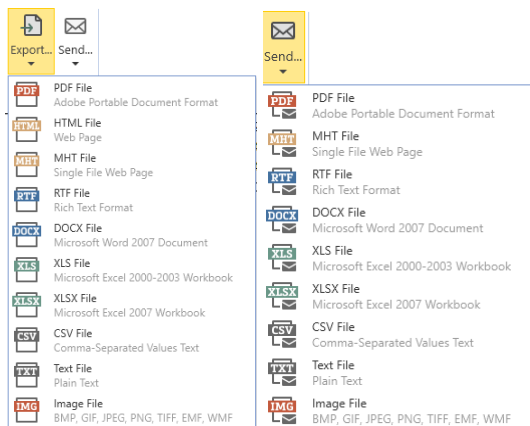 Export... Send...
PDF
PDF File
Adobe Portable Document Format
HTML
HTML File
Web Page
MHT
MHT File
Single File Web Page
RTF
RTF File
Rich Text Format
DOCX
DOCX File
Microsoft Word 2007 Document
XLS
XLS File
Microsoft Excel 2000-2003 Workbook
XLSX
XLSX File
Microsoft Excel 2007 Workbook
CSV
CSV File
Comma-Separated Values Text
TXT
Text File
Plain Text
IMG
Image File
BMP, GIF, JPEG, PNG, TIFF, EMF, WMF
Send...
PDF
PDF File
Adobe Portable Document Format
MHT
MHT File
Single File Web Page
RTF
RTF File
Rich Text Format
DOCX
DOCX File
Microsoft Word 2007 Document
XLS
XLS File
Microsoft Excel 2000-2003 Workbook
XLSX
XLSX File
Microsoft Excel 2007 Workbook
CSV
CSV File
Comma-Separated Values Text
TXT
Text File
Plain Text
IMG
Image File
BMP, GIF, JPEG, PNG, TIFF, EMF, WMF